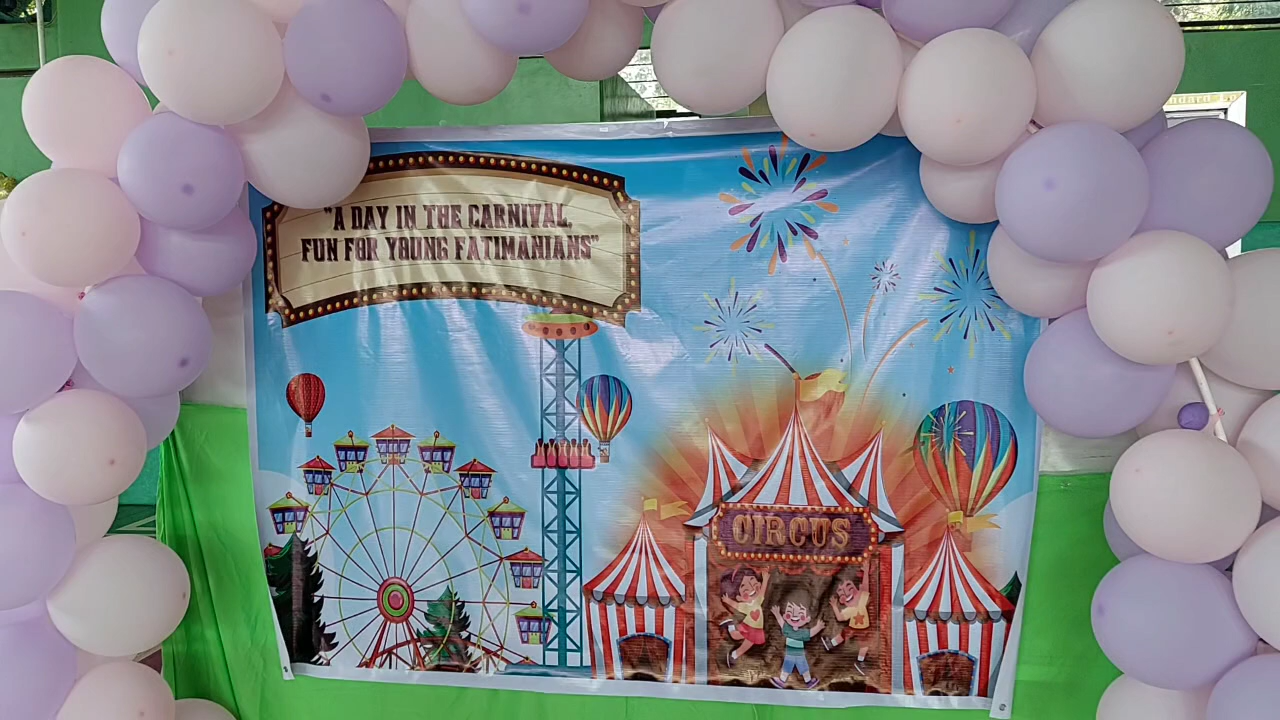 "A DAY IN THE CARNIVAL,
FUN FOR YOUNG FATIMANIANS"
CIRCUS